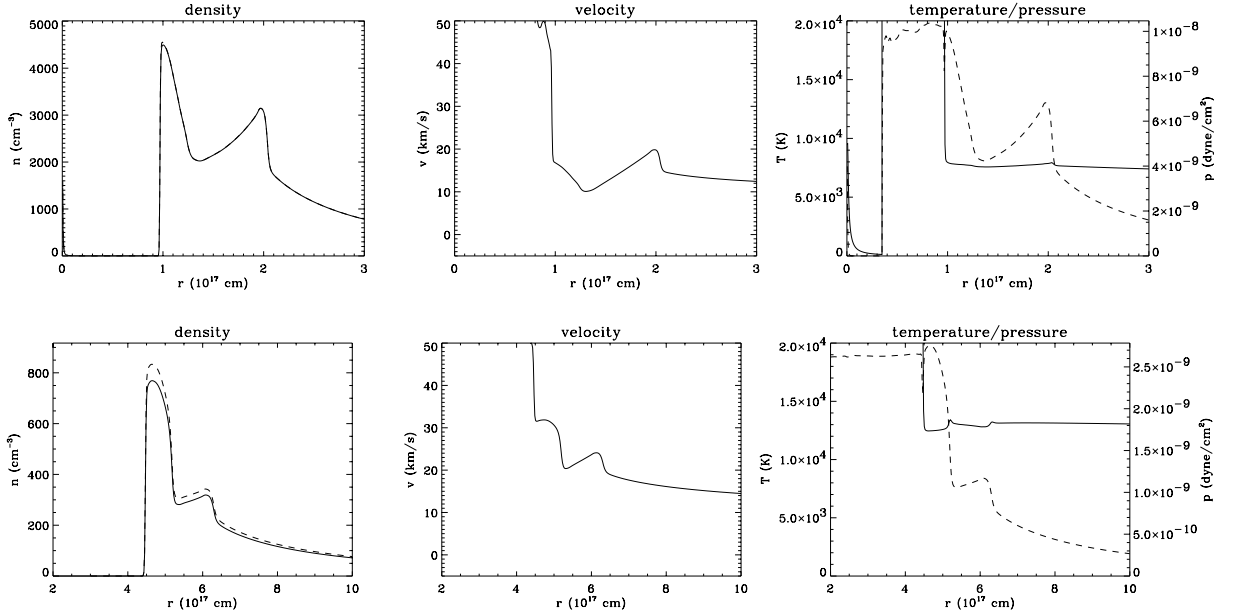 density
velocity
temperature/pressure
5000
4000
3000
2000
1000
0
n (cm⁻³)
0 1 2 3
r (10¹⁷ cm)
50
40
30
20
10
0
v (km/s)
0 1 2 3
r (10¹⁷ cm)
2.0×10⁴
1.5×10⁴
1.0×10⁴
5.0×10³
0
T (K)
1×10⁻⁸
8×10⁻⁹
6×10⁻⁹
4×10⁻⁹
2×10⁻⁹
0
p (dyne/cm²)
0 1 2 3
r (10¹⁷ cm)
density
velocity
temperature/pressure
800
600
400
200
0
n (cm⁻³)
2 4 6 8 10
r (10¹⁷ cm)
50
40
30
20
10
0
v (km/s)
2 4 6 8 10
r (10¹⁷ cm)
2.0×10⁴
1.5×10⁴
1.0×10⁴
5.0×10³
0
T (K)
2.5×10⁻⁹
2.0×10⁻⁹
1.5×10⁻⁹
1.0×10⁻⁹
5.0×10⁻¹⁰
0
p (dyne/cm²)
2 4 6 8 10
r (10¹⁷ cm)